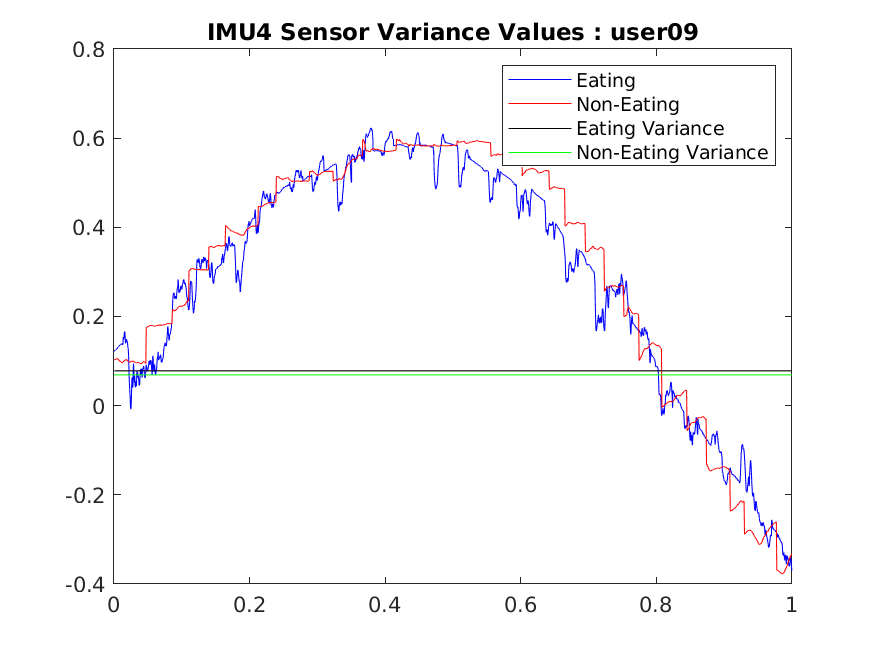 IMU4 Sensor Variance Values : user09
Eating
Non-Eating
Eating Variance
Non-Eating Variance
0.8
0.6
0.4
0.2
0
-0.2
-0.4
0 0.2 0.4 0.6 0.8 1